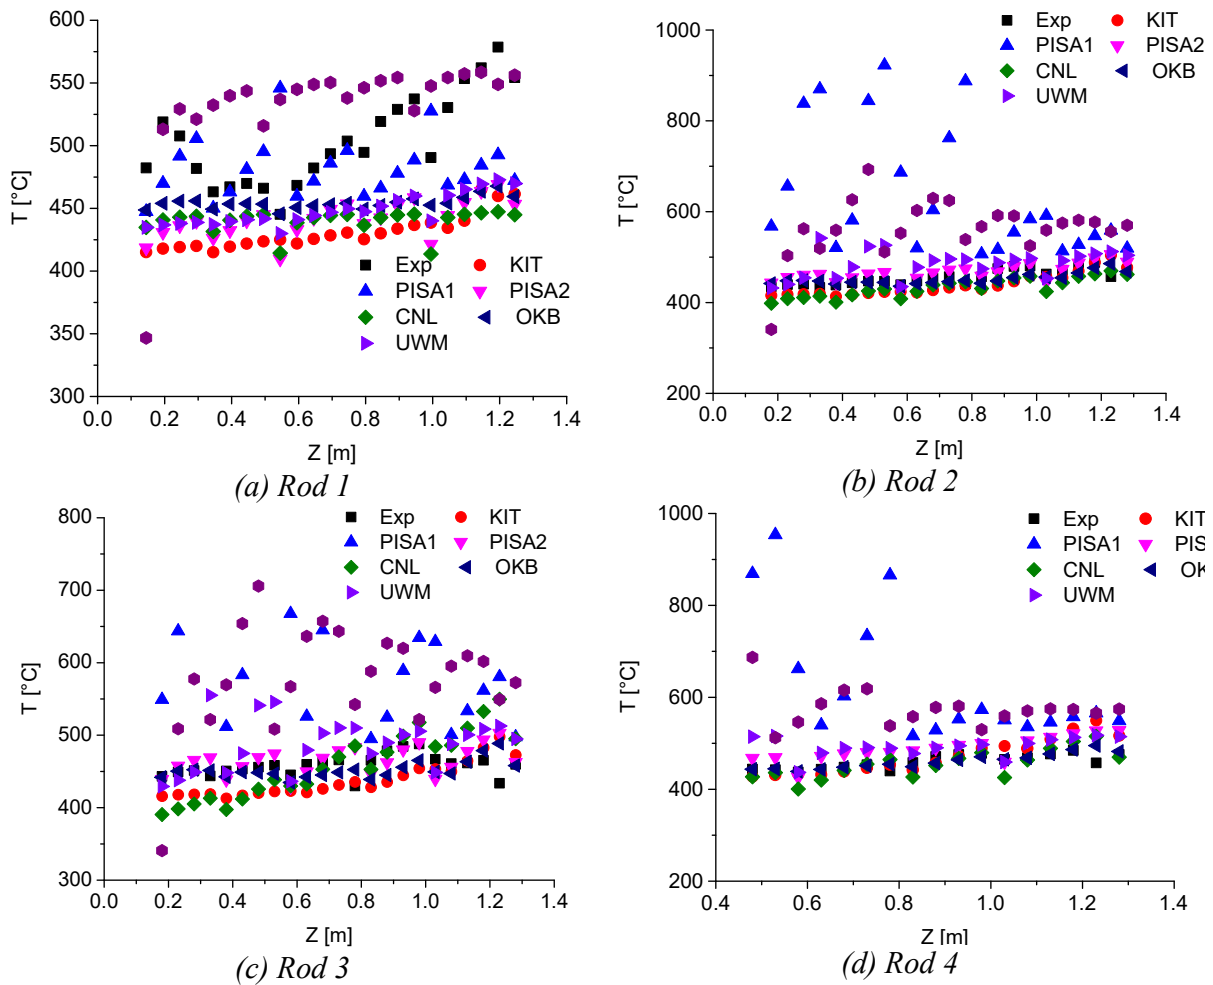 600
550
500
450
400
350
300
T [°C]
0.0 0.2 0.4 0.6 0.8 1.0 1.2 1.4
Z [m]
Exp KIT
PISA1 PISA2
CNL OKB
UWM
(a) Rod 1
1000
800
600
400
200
T [°C]
0.0 0.2 0.4 0.6 0.8 1.0 1.2 1.4
Z [m]
Exp KIT
PISA1 PISA2
CNL OKB
UWM
(b) Rod 2
800
700
600
500
400
300
T [°C]
0.0 0.2 0.4 0.6 0.8 1.0 1.2 1.4
Z [m]
Exp KIT
PISA1 PISA2
CNL OKB
UWM
(c) Rod 3
1000
800
600
400
200
T [°C]
0.4 0.6 0.8 1.0 1.2 1.4
Z [m]
Exp KIT
PISA1 PIS
CNL OK
UWM
(d) Rod 4